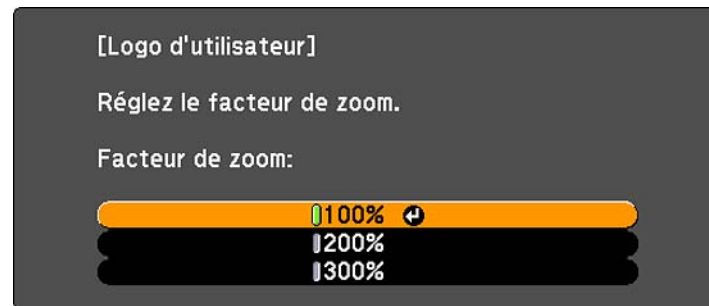 [Logo d'utilisateur]
Réglez le facteur de zoom.
Facteur de zoom:
100%
200%
300%